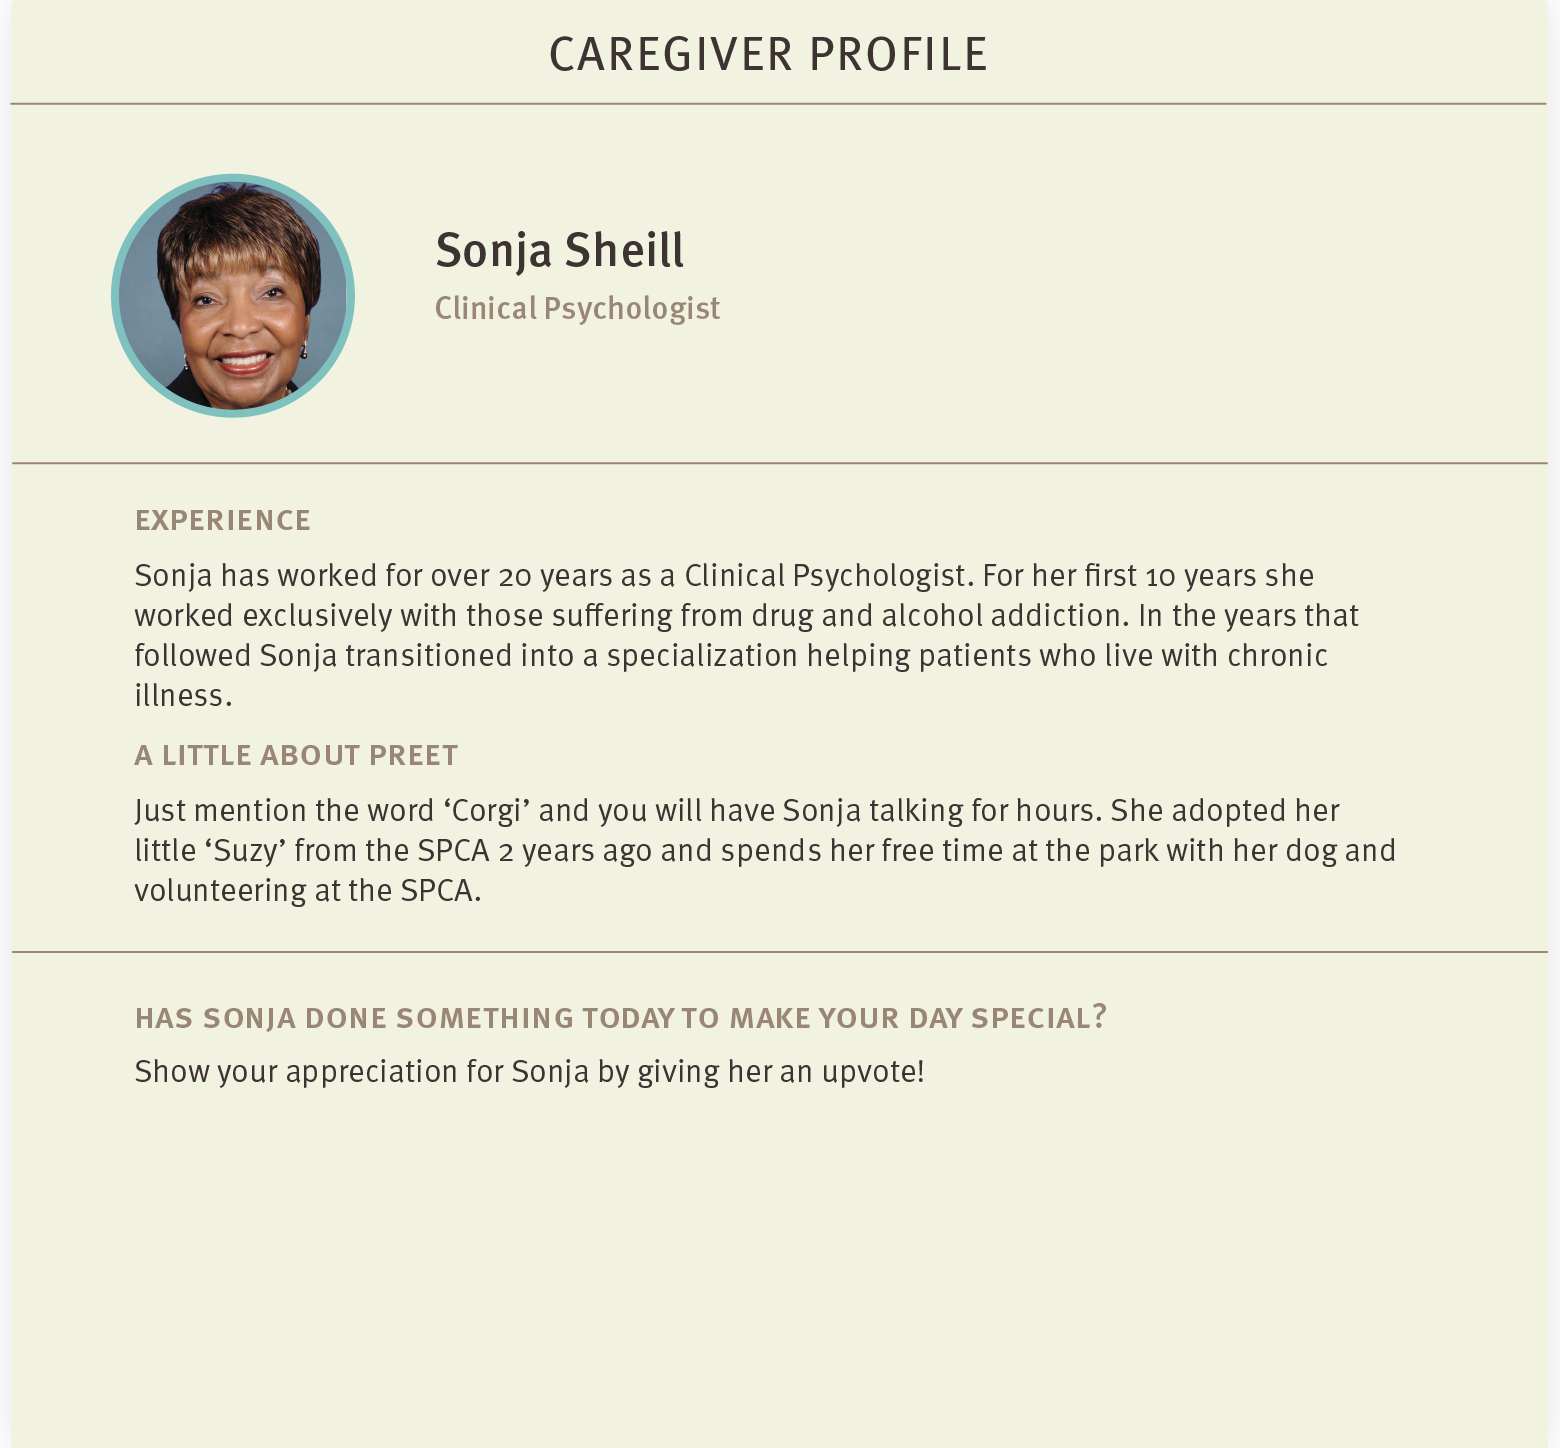 CAREGIVER PROFILE
Sonja Sheill
Clinical Psychologist
EXPERIENCE
Sonja has worked for over 20 years as a Clinical Psychologist. For her first 10 years she
worked exclusively with those suffering from drug and alcohol addiction. In the years that
followed Sonja transitioned into a specialization helping patients who live with chronic
illness.
A LITTLE ABOUT PREET
Just mention the word ‘Corgi’ and you will have Sonja talking for hours. She adopted her
little ‘Suzy’ from the SPCA 2 years ago and spends her free time at the park with her dog and
volunteering at the SPCA.
HAS SONJA DONE SOMETHING TODAY TO MAKE YOUR DAY SPECIAL?
Show your appreciation for Sonja by giving her an upvote!